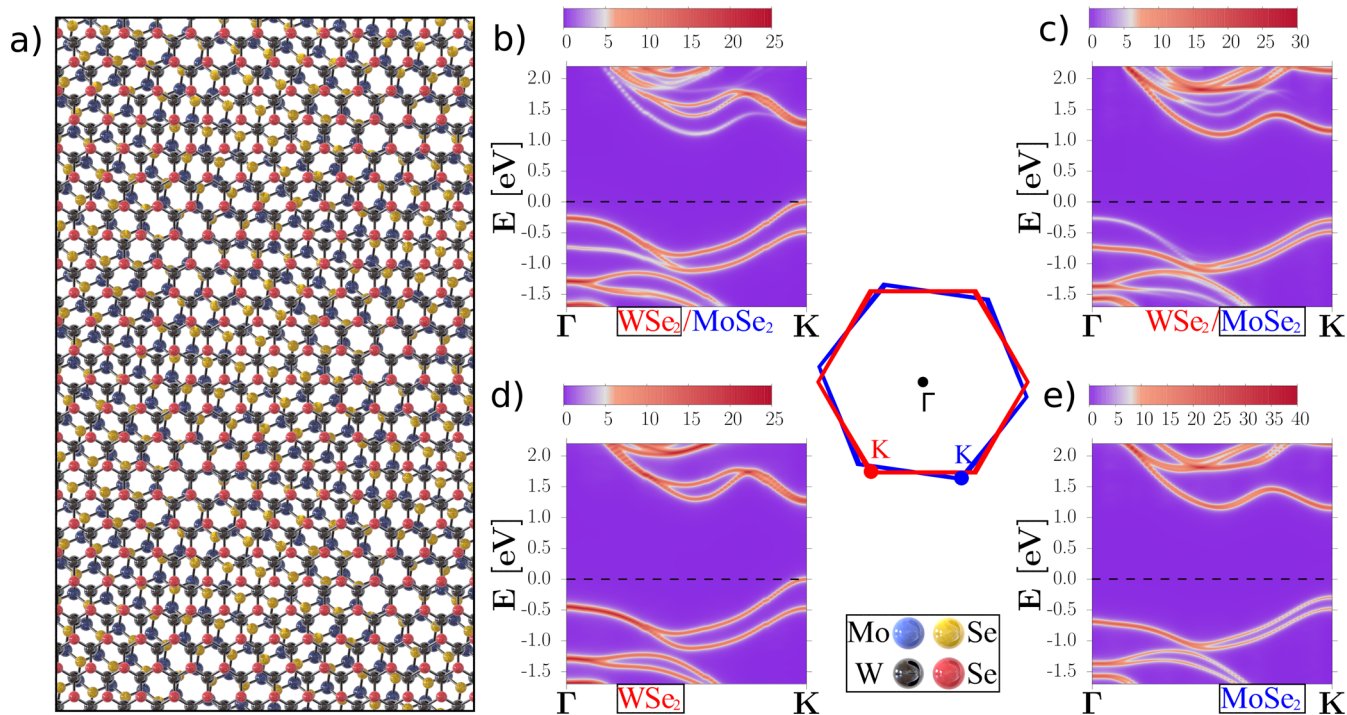 a)
b)
0 5 10 15 20 25
E [eV]
2.0
1.5
1.0
0.5
0.0
-0.5
-1.0
-1.5
Γ WSe₂/MoSe₂ K
c)
0 5 10 15 20 25 30
E [eV]
2.0
1.5
1.0
0.5
0.0
-0.5
-1.0
-1.5
Γ WSe₂/MoSe₂ K
Γ
K K
d)
0 5 10 15 20 25
E [eV]
2.0
1.5
1.0
0.5
0.0
-0.5
-1.0
-1.5
Γ WSe₂ K
Mo Se
W Se
e)
0 5 10 15 20 25 30 35 40
E [eV]
2.0
1.5
1.0
0.5
0.0
-0.5
-1.0
-1.5
Γ MoSe₂ K